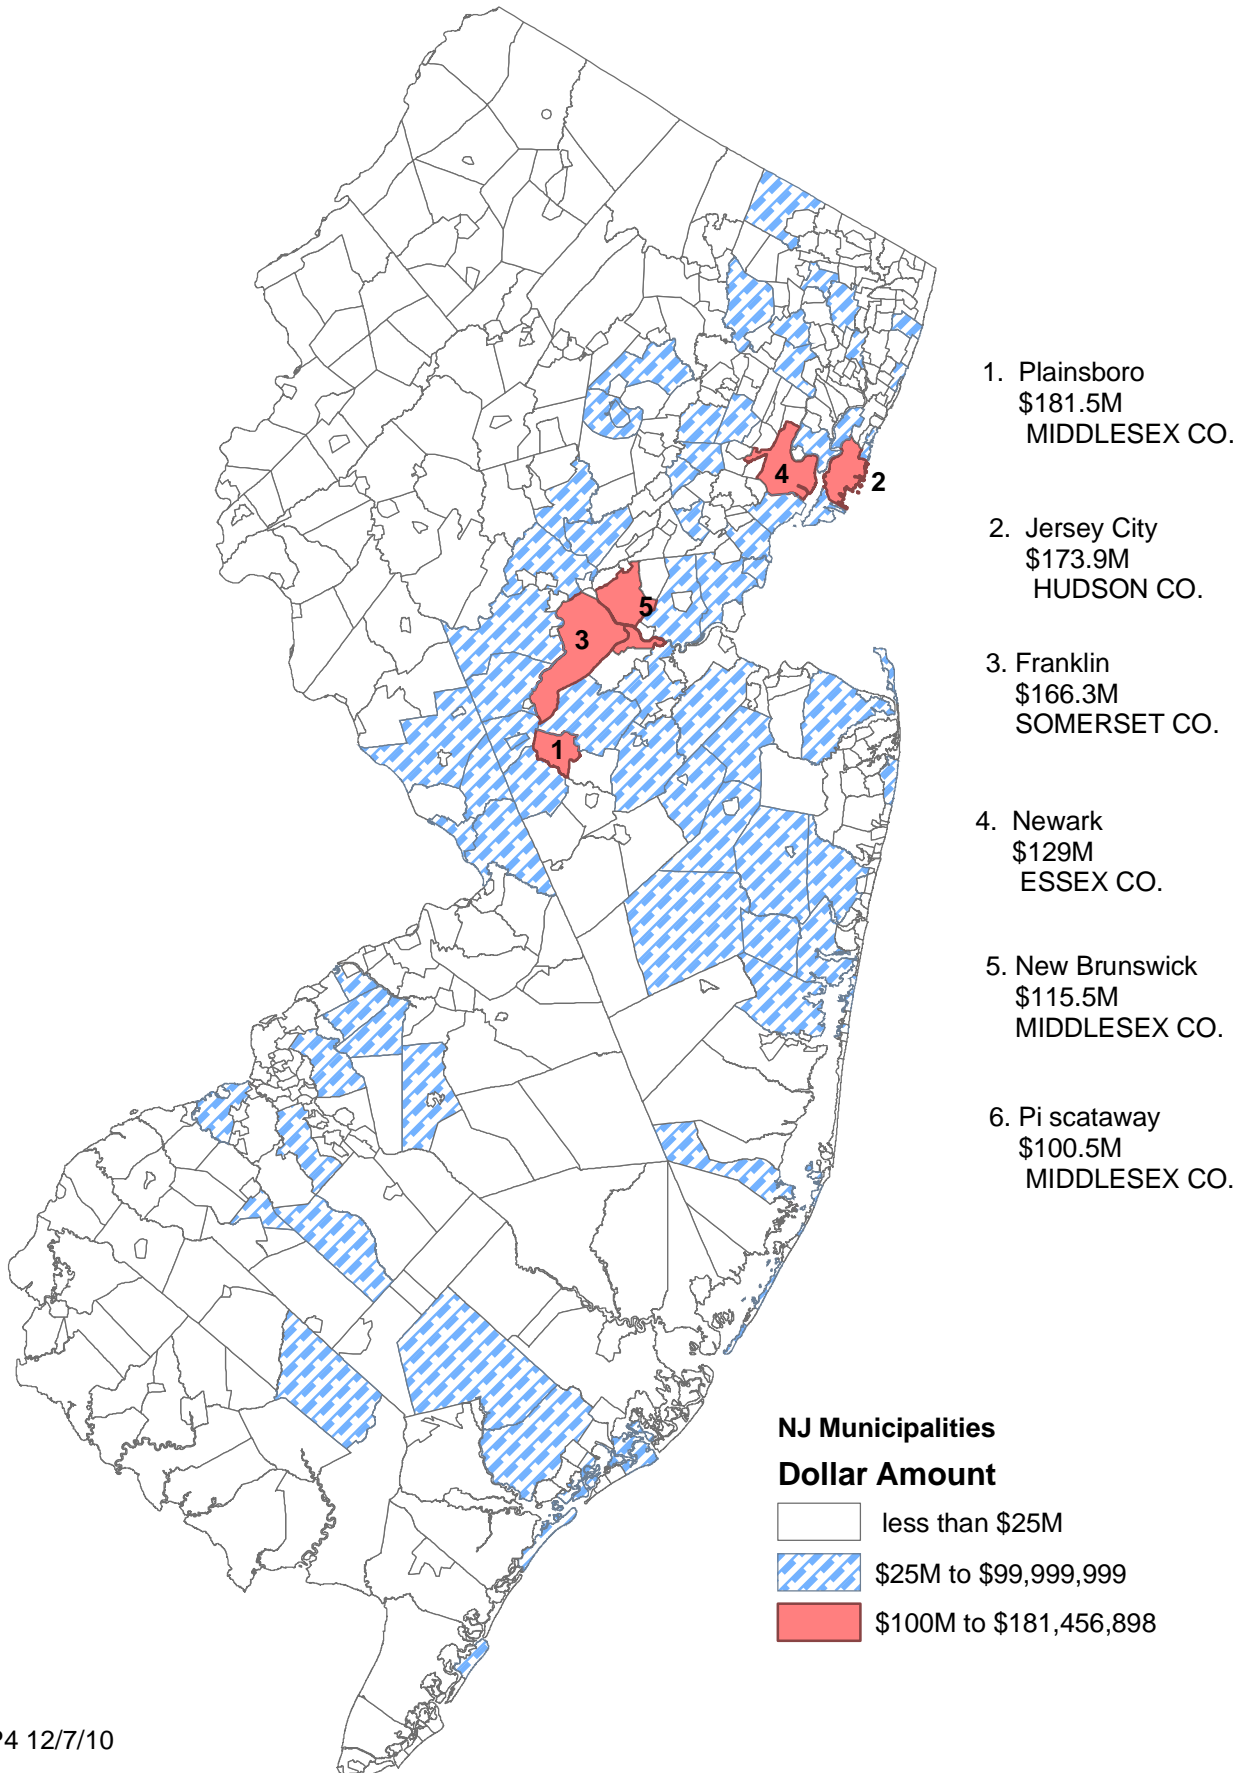 1. Plainsboro
$181.5M
MIDDLESEX CO.
2. Jersey City
$173.9M
HUDSON CO.
3. Franklin
$166.3M
SOMERSET CO.
4. Newark
$129M
ESSEX CO.
5. New Brunswick
$115.5M
MIDDLESEX CO.
6. Pi scataway
$100.5M
MIDDLESEX CO.
4
2
5
3
1
NJ Municipalities
Dollar Amount
less than $25M
$25M to $99,999,999
$100M to $181,456,898
4 12/7/10